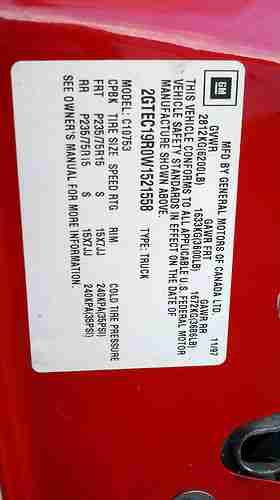 GM
MFD BY GENERAL MOTORS OF CANADA LTD.
11/97
GVWR GAWR FRT GAWR RR
2812KG(6200LB) 1633KG(3600LB) 1672KG(3686LB)
THIS VEHICLE CONFORMS TO ALL APPLICABLE U.S. FEDERAL MOTOR
VEHICLE SAFETY STANDARDS IN EFFECT ON THE DATE OF
MANUFACTURE SHOWN ABOVE.
2GTEC19R0W1521558 TYPE: TRUCK
MODEL: C10753
CPBK TIRE SIZE SPEED RTG RIM COLD TIRE PRESSURE
FRT P235/75R15 S 15X7JJ 240KPA(35PSI)
RR P235/75R15 S 15X7JJ 240KPA(35PSI)
SEE OWNER'S MANUAL FOR MORE INFORMATION.